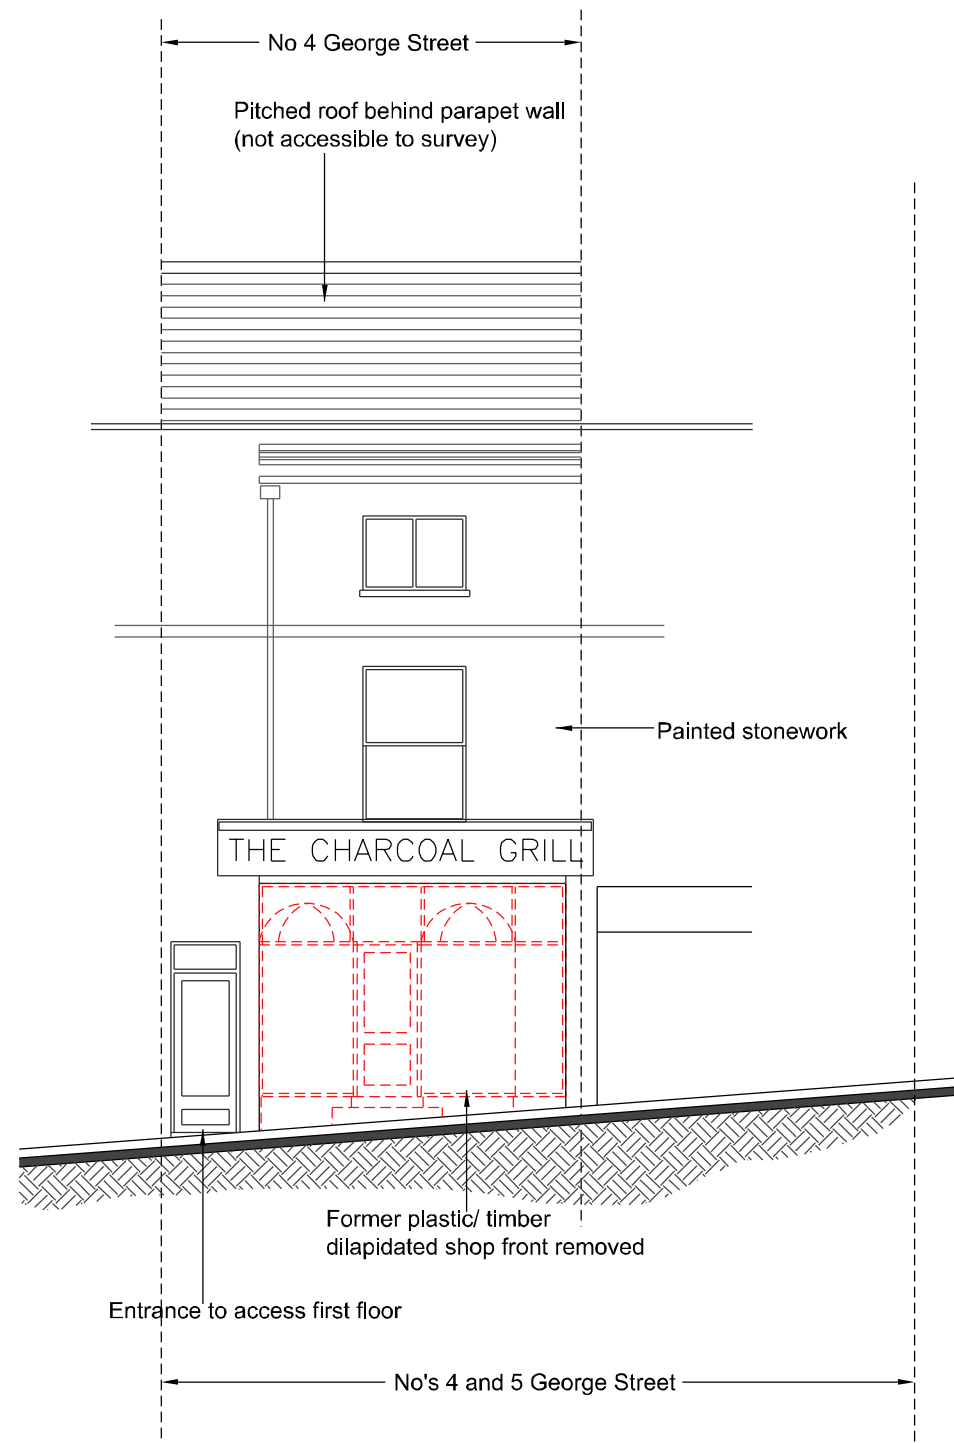 No 4 George Street
Pitched roof behind parapet wall
(not accessible to survey)
Painted stonework
THE CHARCOAL GRILL
Former plastic/ timber
dilapidated shop front removed
Entrance to access first floor
No's 4 and 5 George Street